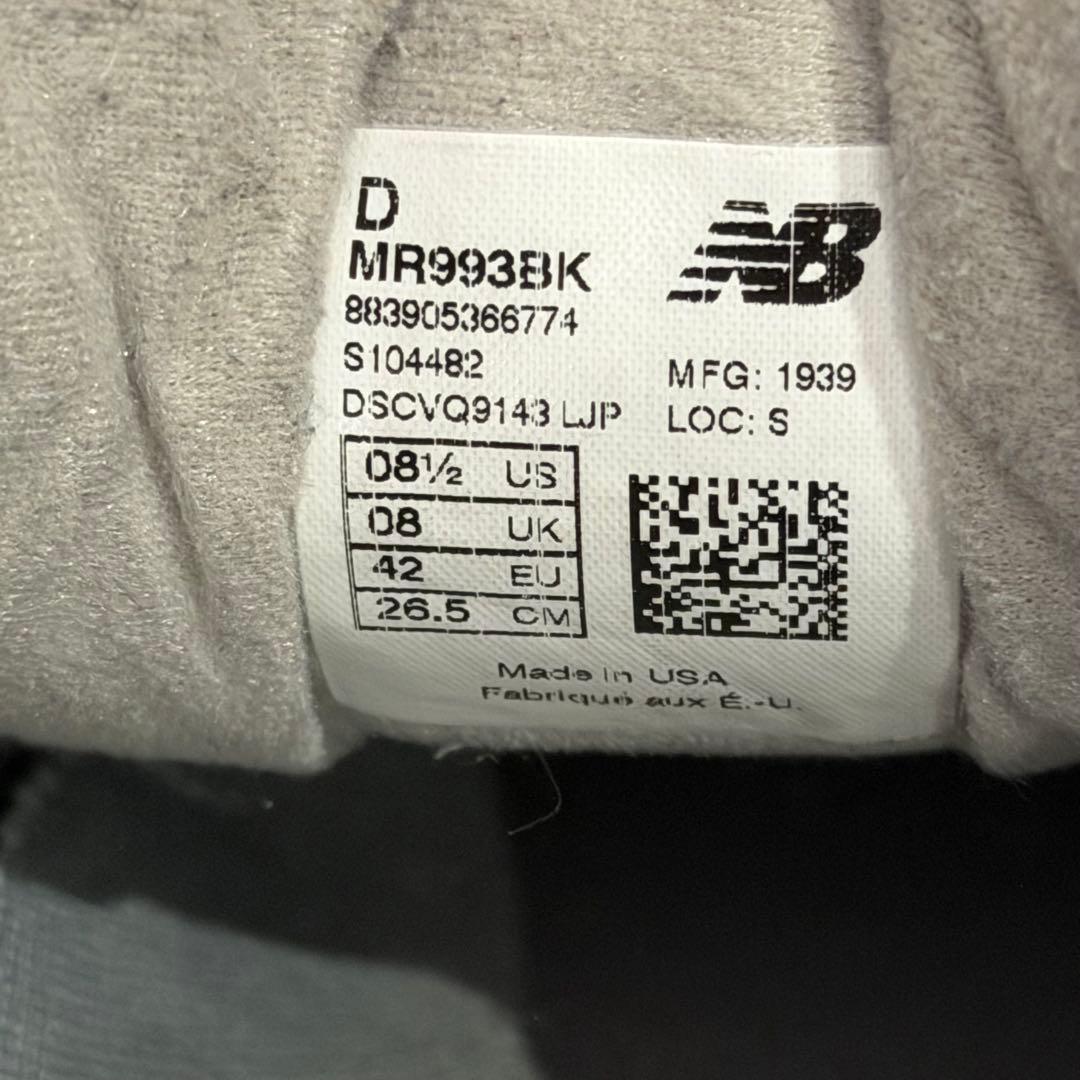 D
MR993BK
883905366774
S104482
DSCVQ9143 LJP
NB
MFG: 1939
LOC: S
08½ US
08 UK
42 EU
26.5 CM
Made in USA
Fabriqué aux É.-U.